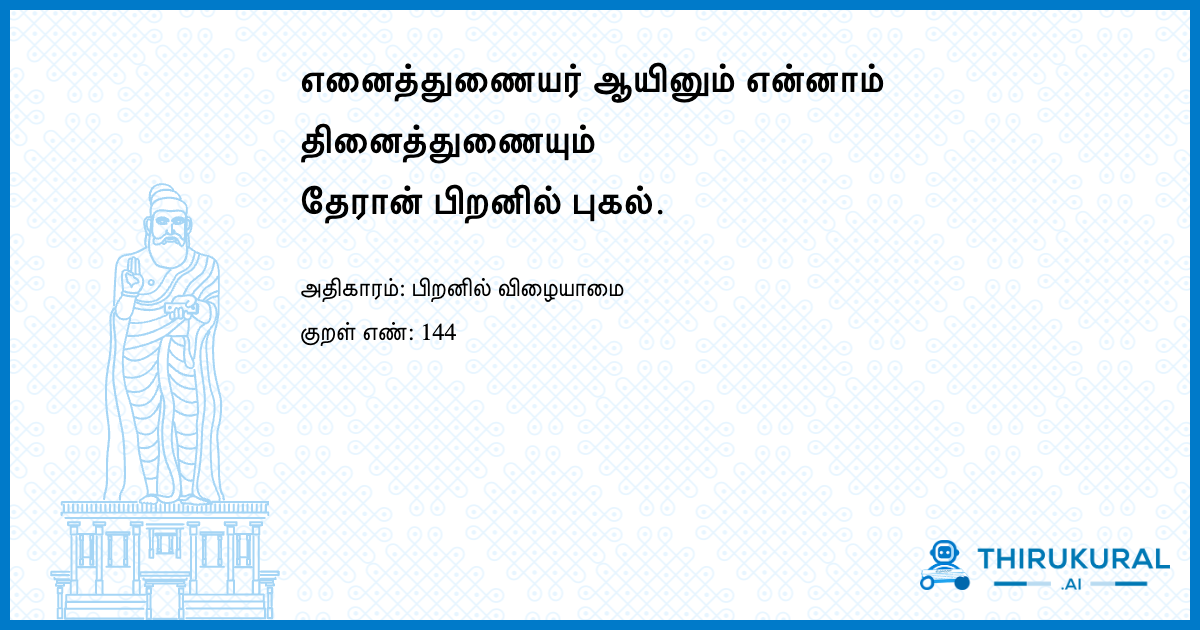 எனைத்துணையர் ஆயினும் என்னாம்
தினைத்துணையும்
தேரான் பிறனில் புகல்.
அதிகாரம்: பிறனில் விழையாமை
குறள் எண்: 144
THIRUKURAL
.AI